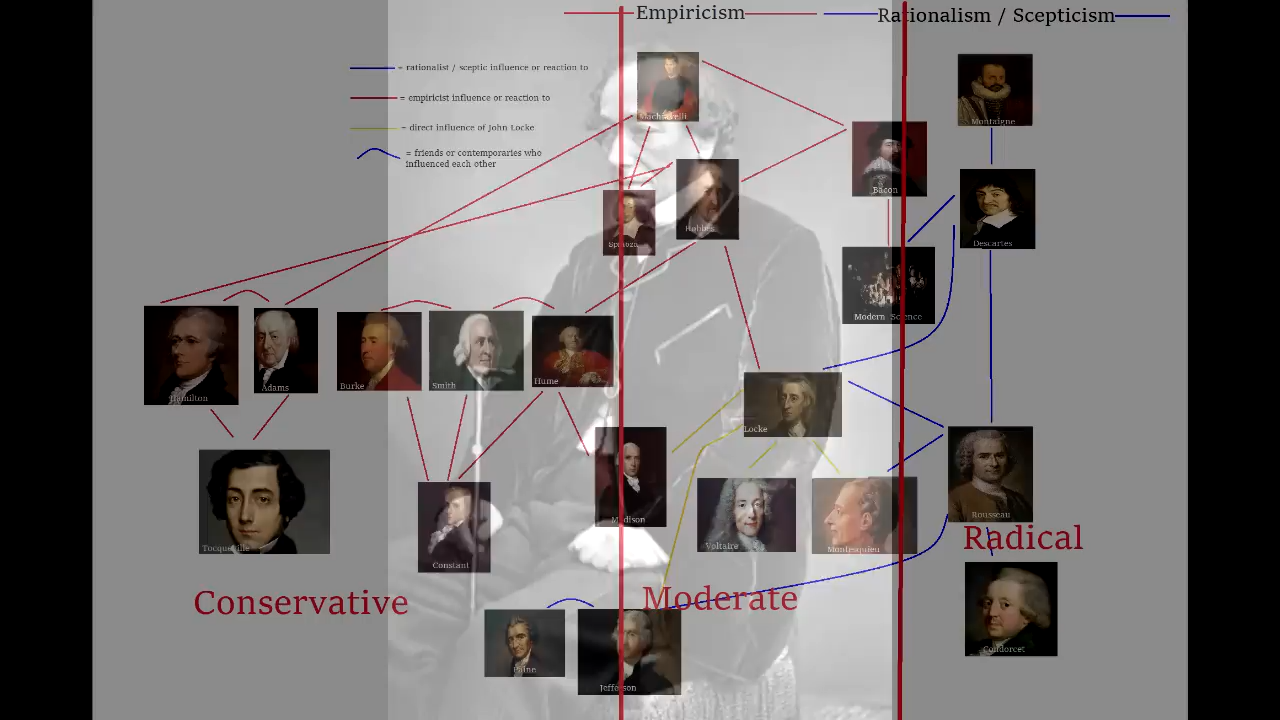 Empiricism
Rationalism / Scepticism
= rationalist / sceptic influence or reaction to
= empiricist influence or reaction to
= direct influence of John Locke
= friends or contemporaries who
influenced each other
Machiavelli
Montaigne
Bacon
Hobbes
Spinoza
Descartes
Modern Science
Hamilton
Adams
Burke
Smith
Hume
Locke
Tocqueville
Constant
Madison
Voltaire
Montesquieu
Rousseau
Radical
Conservative
Moderate
Paine
Jefferson
Condorcet